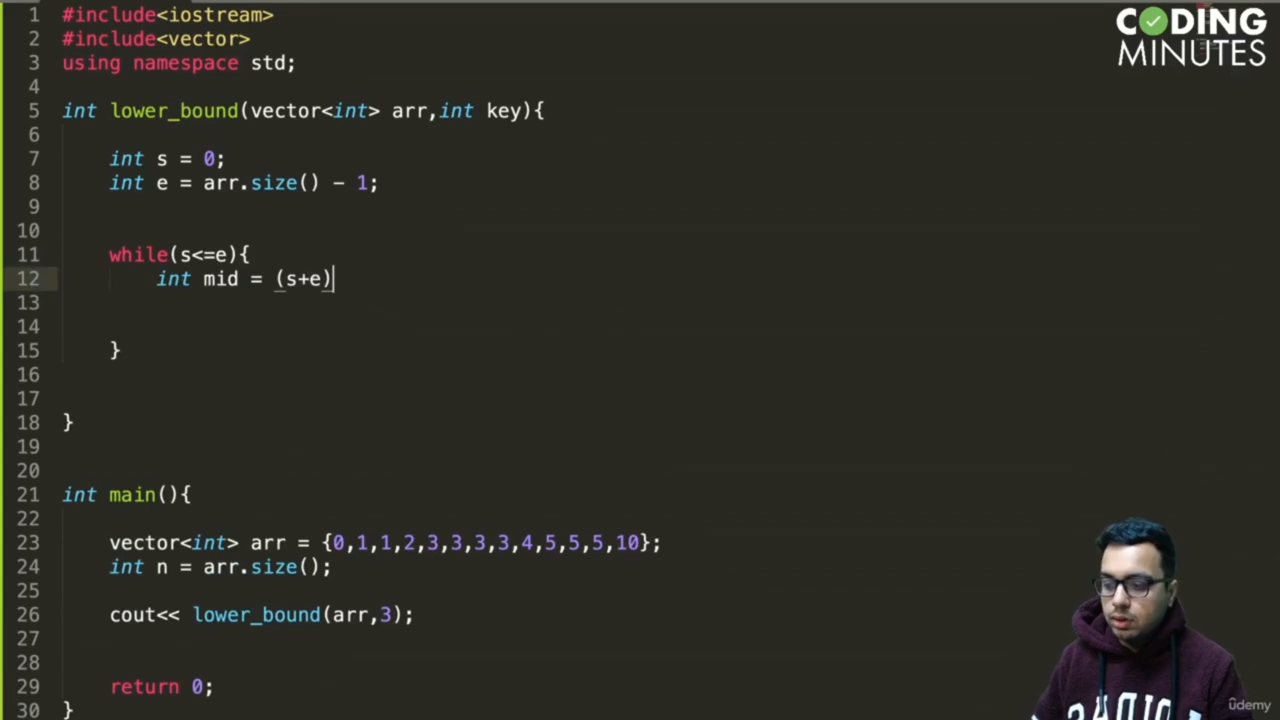 CODING
MINUTES
1 #include<iostream>
2 #include<vector>
3 using namespace std;
4
5 int lower_bound(vector<int> arr,int key){
6
7 int s = 0;
8 int e = arr.size() - 1;
9
10
11 while(s<=e){
12 int mid = (s+e)
13
14
15 }
16
17
18 }
19
20
21 int main(){
22
23 vector<int> arr = {0,1,1,2,3,3,3,3,4,5,5,5,10};
24 int n = arr.size();
25
26 cout<< lower_bound(arr,3);
27
28
29 return 0;
30 }
ûdemy